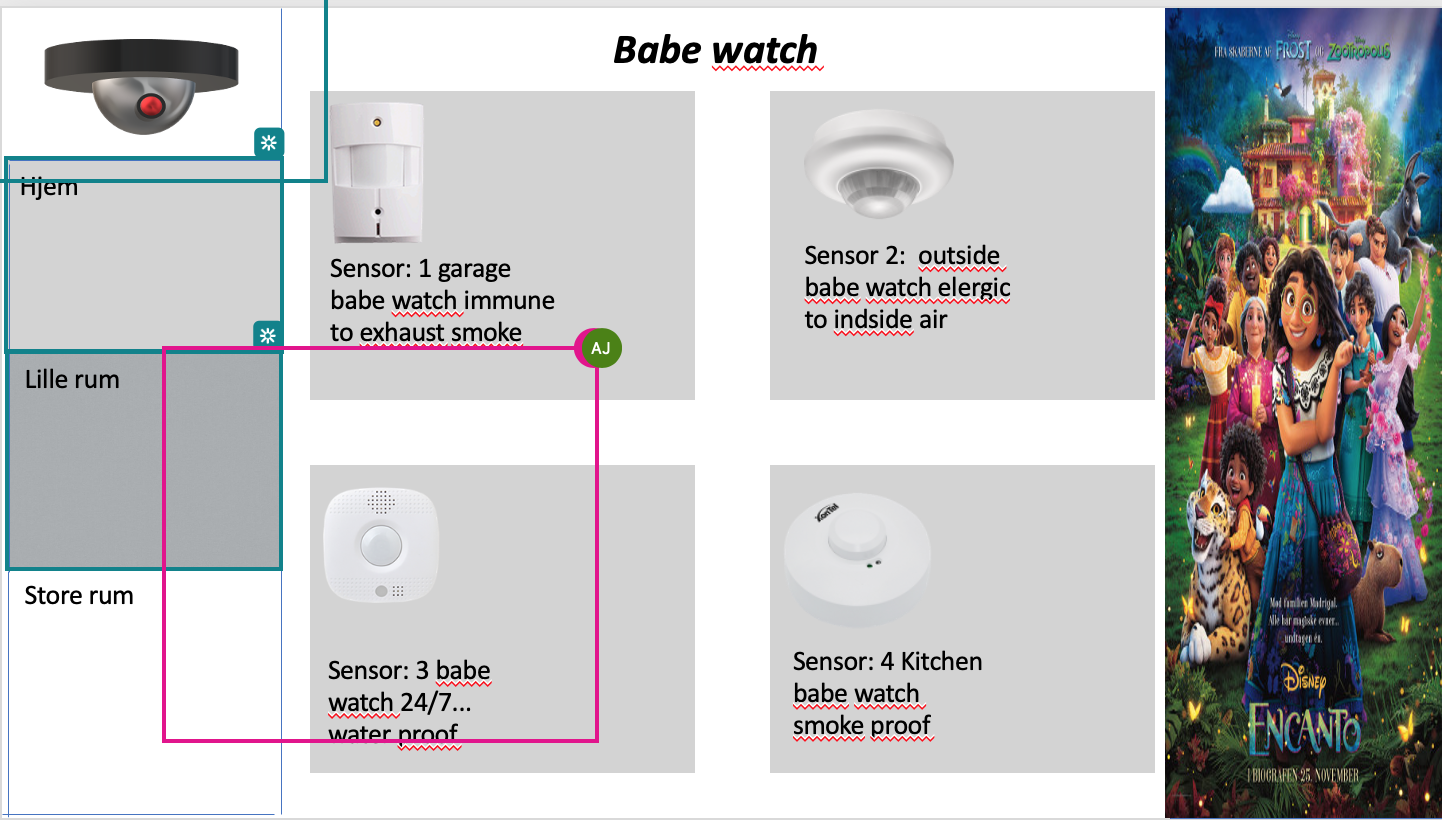 Babe watch
Hjem
Lille rum
Store rum
Sensor: 1 garage
babe watch immune
to exhaust smoke
AJ
Sensor 2:  outside
babe watch elergic
to indside air
Sensor: 3 babe
watch 24/7...
water proof
Sensor: 4 Kitchen
babe watch
smoke proof
FRA SKABERNE AF FROST OG ZOOTROPOLIS
Mød familien Madrigal.
Alle har magiske evner...
undtagen én.
Disney
ENCANTO
I BIOGRAFEN 25. NOVEMBER